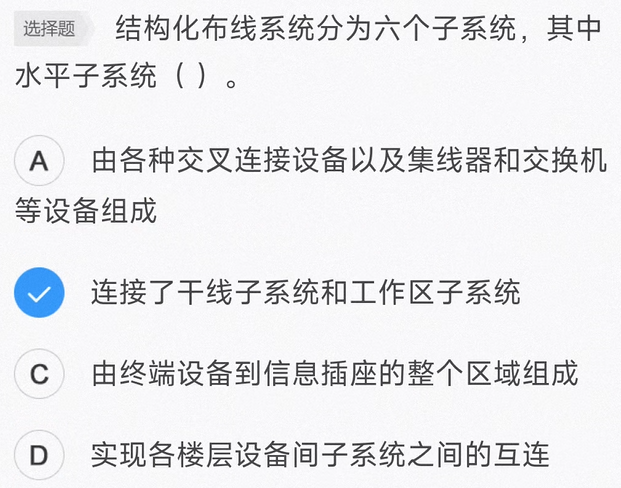 选择题 结构化布线系统分为六个子系统，其中
水平子系统（ ）。
A 由各种交叉连接设备以及集线器和交换机
等设备组成
连接了干线子系统和工作区子系统
C 由终端设备到信息插座的整个区域组成
D 实现各楼层设备间子系统之间的互连